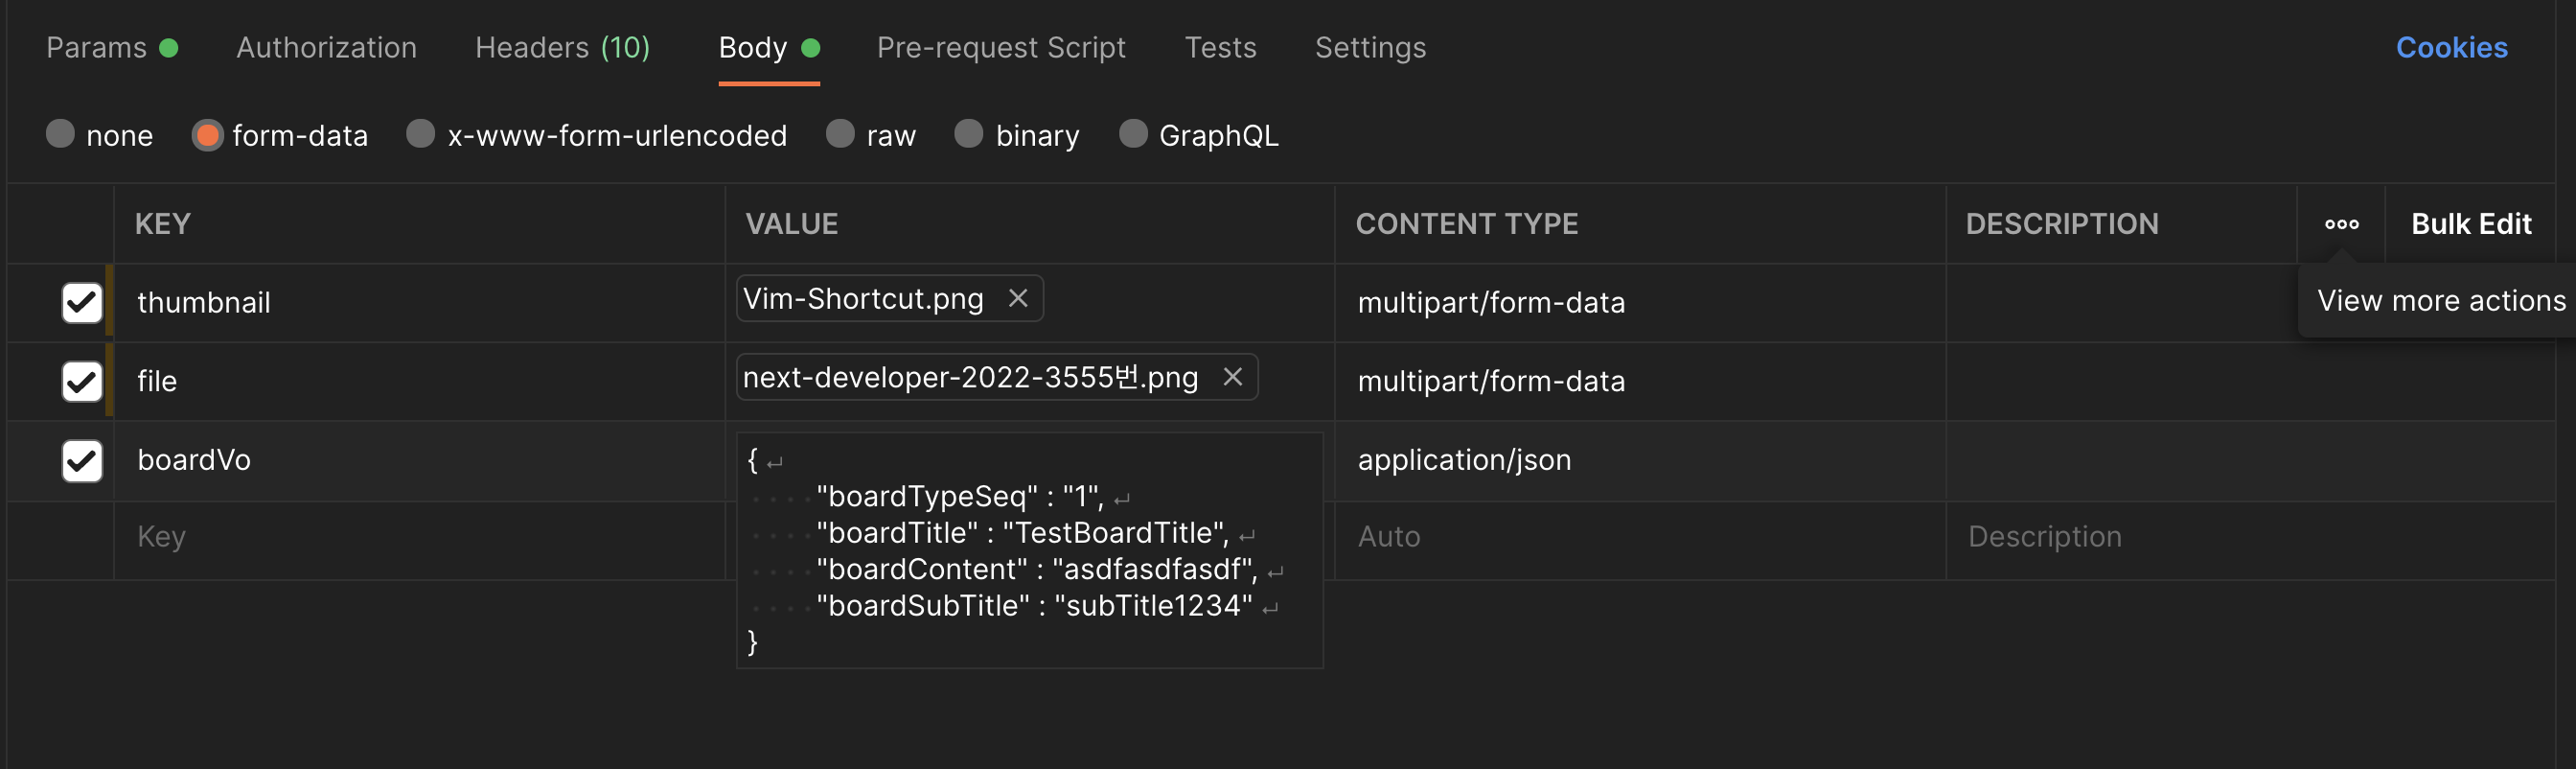 Params Authorization Headers (10) Body Pre-request Script Tests Settings Cookies
none form-data x-www-form-urlencoded raw binary GraphQL
KEY VALUE CONTENT TYPE DESCRIPTION Bulk Edit
thumbnail Vim-Shortcut.png multipart/form-data View more actions
file next-developer-2022-3555번.png multipart/form-data
boardVo { application/json
"boardTypeSeq" : "1",
Key "boardTitle" : "TestBoardTitle", Auto Description
"boardContent" : "asdfasdfasdf",
"boardSubTitle" : "subTitle1234"
}